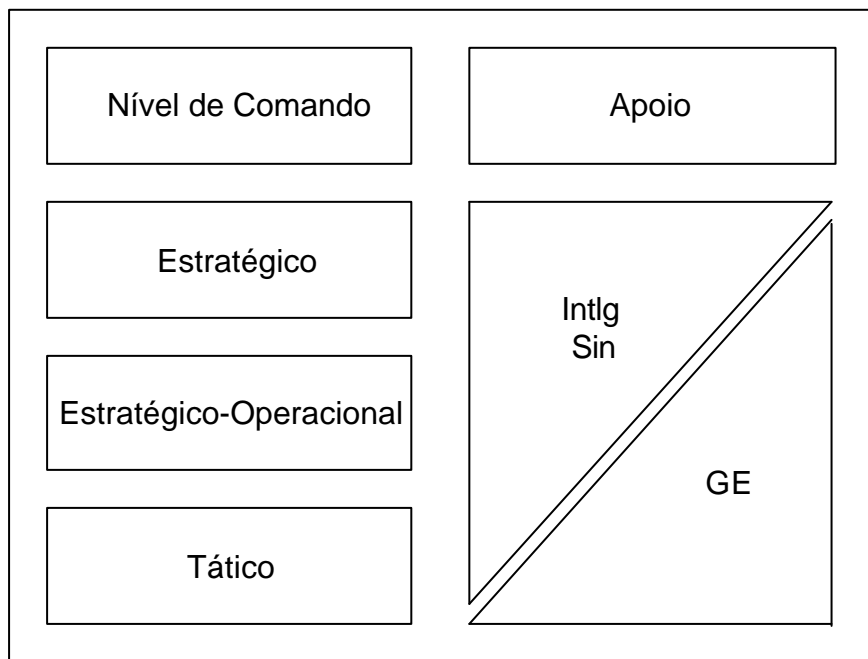 Nível de Comando
Apoio
Estratégico
Estratégico-Operacional
Tático
Intlg
Sin
GE